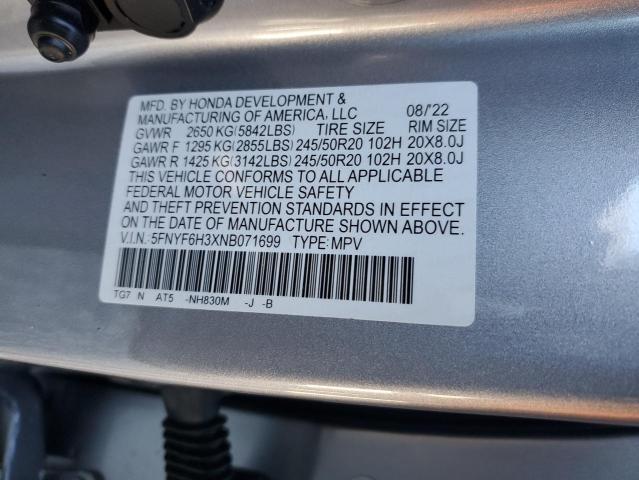 MFD. BY HONDA DEVELOPMENT &
MANUFACTURING OF AMERICA, LLC 08/'22
GVWR 2650 KG(5842LBS) TIRE SIZE RIM SIZE
GAWR F 1295 KG(2855LBS) 245/50R20 102H 20X8.0J
GAWR R 1425 KG(3142LBS) 245/50R20 102H 20X8.0J
THIS VEHICLE CONFORMS TO ALL APPLICABLE
FEDERAL MOTOR VEHICLE SAFETY
AND THEFT PREVENTION STANDARDS IN EFFECT
ON THE DATE OF MANUFACTURE SHOWN ABOVE.
V.I.N.: 5FNYF6H3XNB071699 TYPE: MPV
TG7 N AT5 -NH830M -J -B